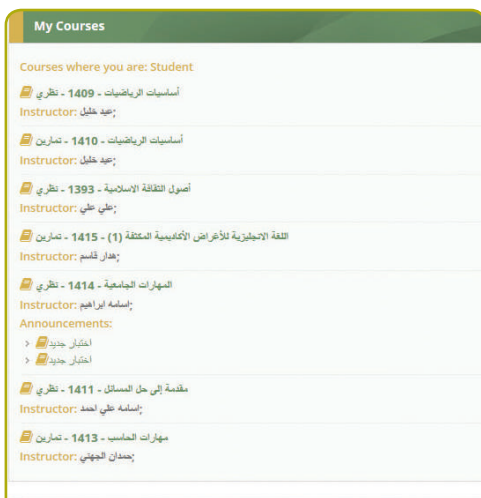 My Courses
Courses where you are: Student
أساسيات الرياضيات - 1409 - نظري
Instructor: عيد خليل;
أساسيات الرياضيات - 1410 - تمارين
Instructor: عيد خليل;
أصول الثقافة الاسلامية - 1393 - نظري
Instructor: علي علي;
اللغة الانجليزية للأغراض الأكاديمية المكثفة (1) - 1415 - تمارين
Instructor: هدار قاسم;
المهارات الجامعية - 1414 - نظري
Instructor: اسامه ابراهيم;
Announcements:
اختبار جديد
اختبار جديد
مقدمة إلى حل المسائل - 1411 - نظري
Instructor: اسامه علي احمد;
مهارات الحاسب - 1413 - تمارين
Instructor: حمدان الجهني;